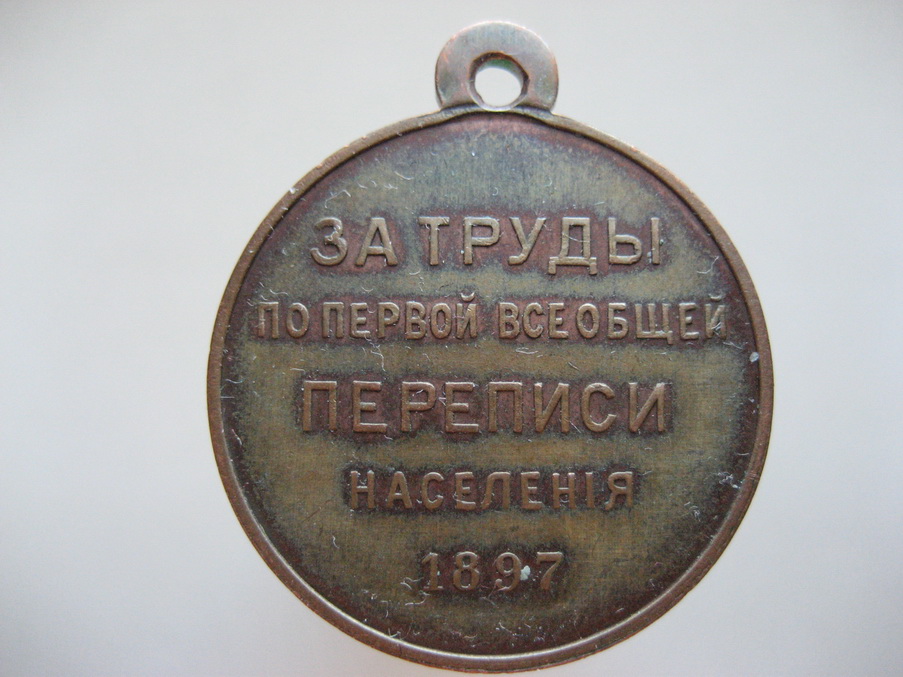 ЗА ТРУДЫ
ПО ПЕРВОЙ ВСЕОБЩЕЙ
ПЕРЕПИСИ
НАСЕЛЕНІЯ
1897